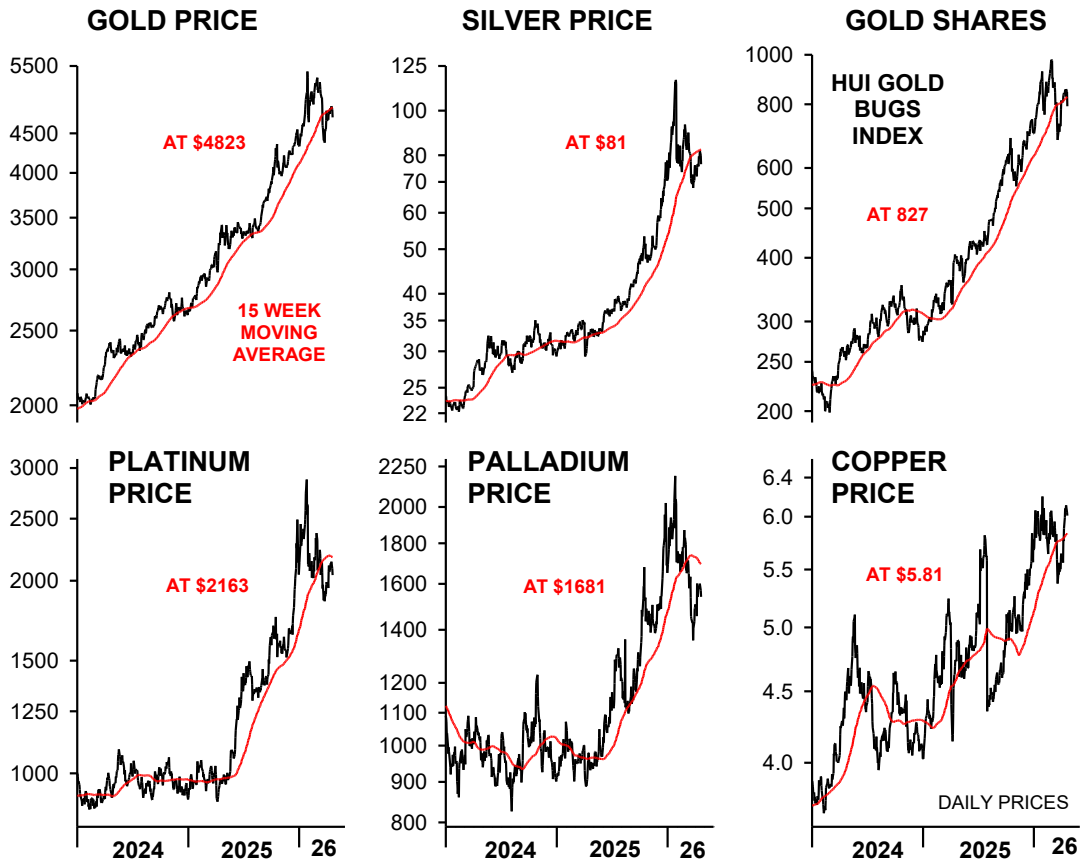 GOLD PRICE
5500
4500
4000
3500
3000
2500
2000
AT $4823
15 WEEK
MOVING
AVERAGE
SILVER PRICE
125
100
80
70
60
50
40
35
30
25
22
AT $81
GOLD SHARES
1000
800
600
500
400
300
250
200
HUI GOLD
BUGS
INDEX
AT 827
PLATINUM
PRICE
3000
2500
2000
1500
1250
1000
AT $2163
2024
2025
26
PALLADIUM
PRICE
2250
2000
1800
1600
1400
1200
1100
1000
900
800
AT $1681
2024
2025
26
COPPER
PRICE
6.4
6.0
5.5
5.0
4.5
4.0
AT $5.81
DAILY PRICES
2024
2025
26